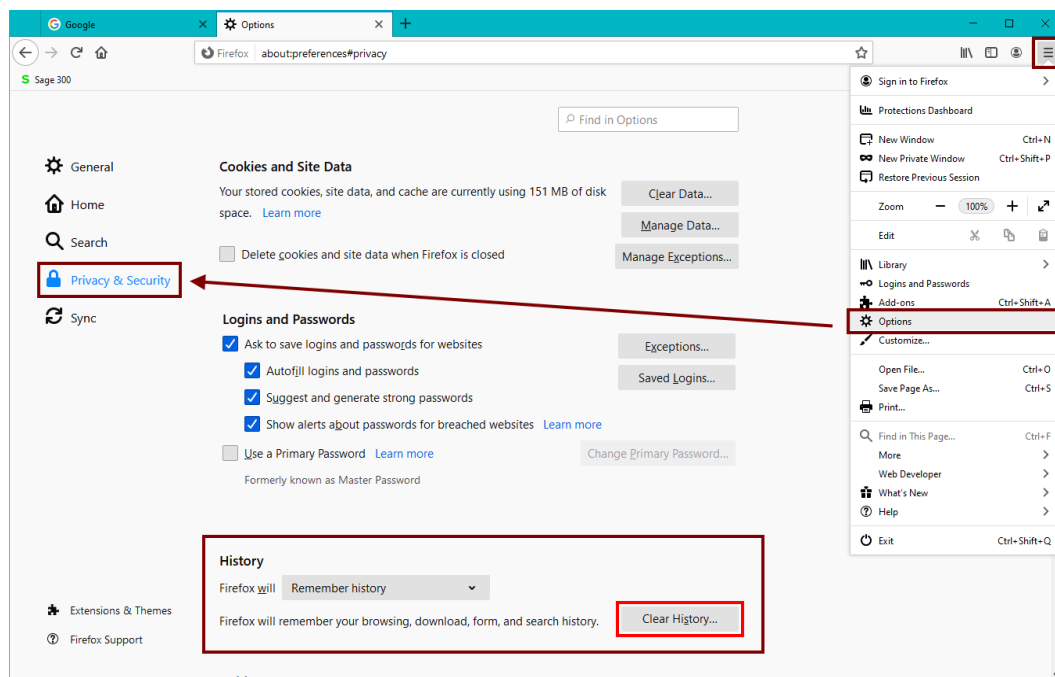 Google
Options
Firefox about:preferences#privacy
S Sage 300
Find in Options
General
Home
Search
Privacy & Security
Sync
Extensions & Themes
Firefox Support
Cookies and Site Data
Your stored cookies, site data, and cache are currently using 151 MB of disk
space. Learn more
Clear Data...
Manage Data...
Delete cookies and site data when Firefox is closed
Manage Exceptions...
Logins and Passwords
Ask to save logins and passwords for websites
Exceptions...
Autofill logins and passwords
Saved Logins...
Suggest and generate strong passwords
Show alerts about passwords for breached websites Learn more
Use a Primary Password Learn more
Change Primary Password...
Formerly known as Master Password
History
Firefox will Remember history
Firefox will remember your browsing, download, form, and search history.
Clear History...
Sign in to Firefox
Protections Dashboard
New Window Ctrl+N
New Private Window Ctrl+Shift+P
Restore Previous Session
Zoom 100%
Edit
Library
Logins and Passwords
Add-ons Ctrl+Shift+A
Options
Customize...
Open File... Ctrl+O
Save Page As... Ctrl+S
Print...
Find in This Page... Ctrl+F
More
Web Developer
What's New
Help
Exit Ctrl+Shift+Q